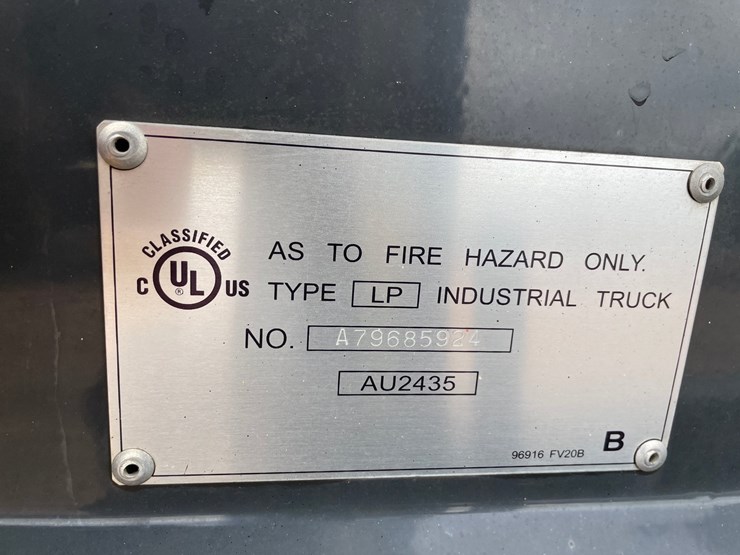 CLASSIFIED
C UL ® US
AS TO FIRE HAZARD ONLY.
TYPE LP INDUSTRIAL TRUCK
NO. A79685924
AU2435
96916 FV20B B